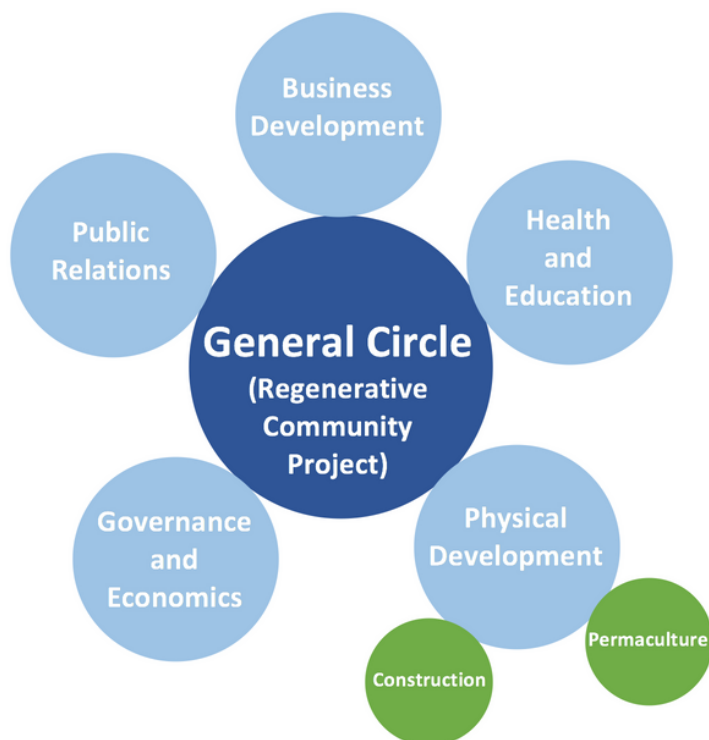 Business
Development
Public
Relations
Health
and
Education
General Circle
(Regenerative
Community
Project)
Governance
and
Economics
Physical
Development
Construction
Permaculture